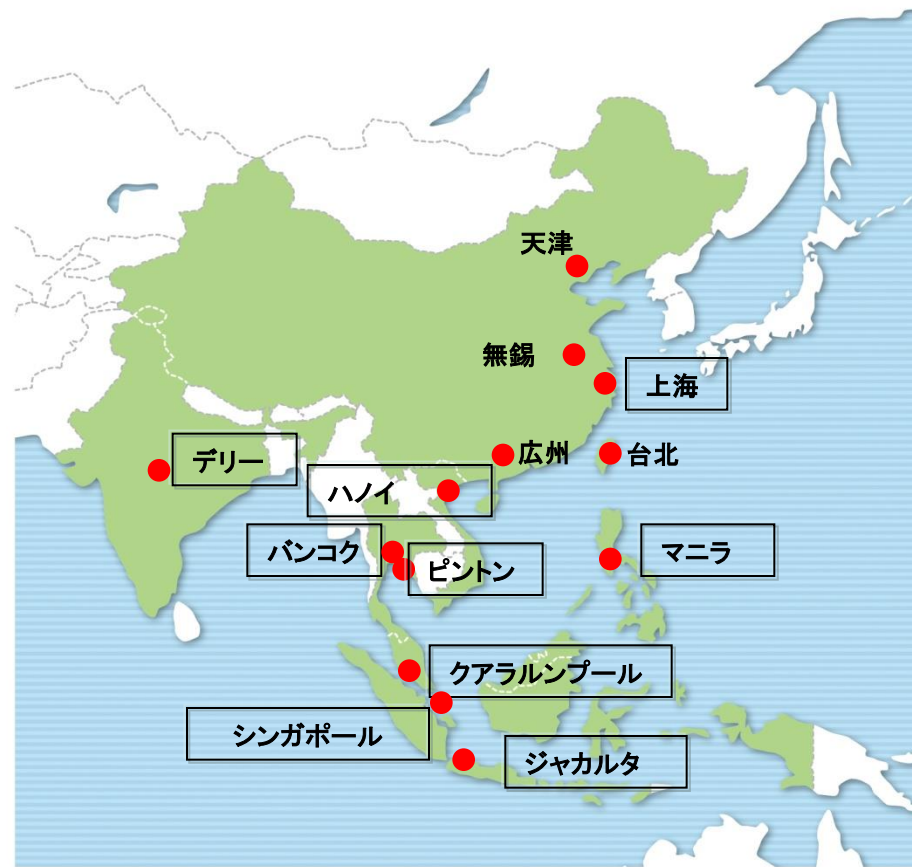 天津
無錫
上海
広州
台北
デリー
ハノイ
バンコク
ピントン
マニラ
クアラルンプール
シンガポール
ジャカルタ